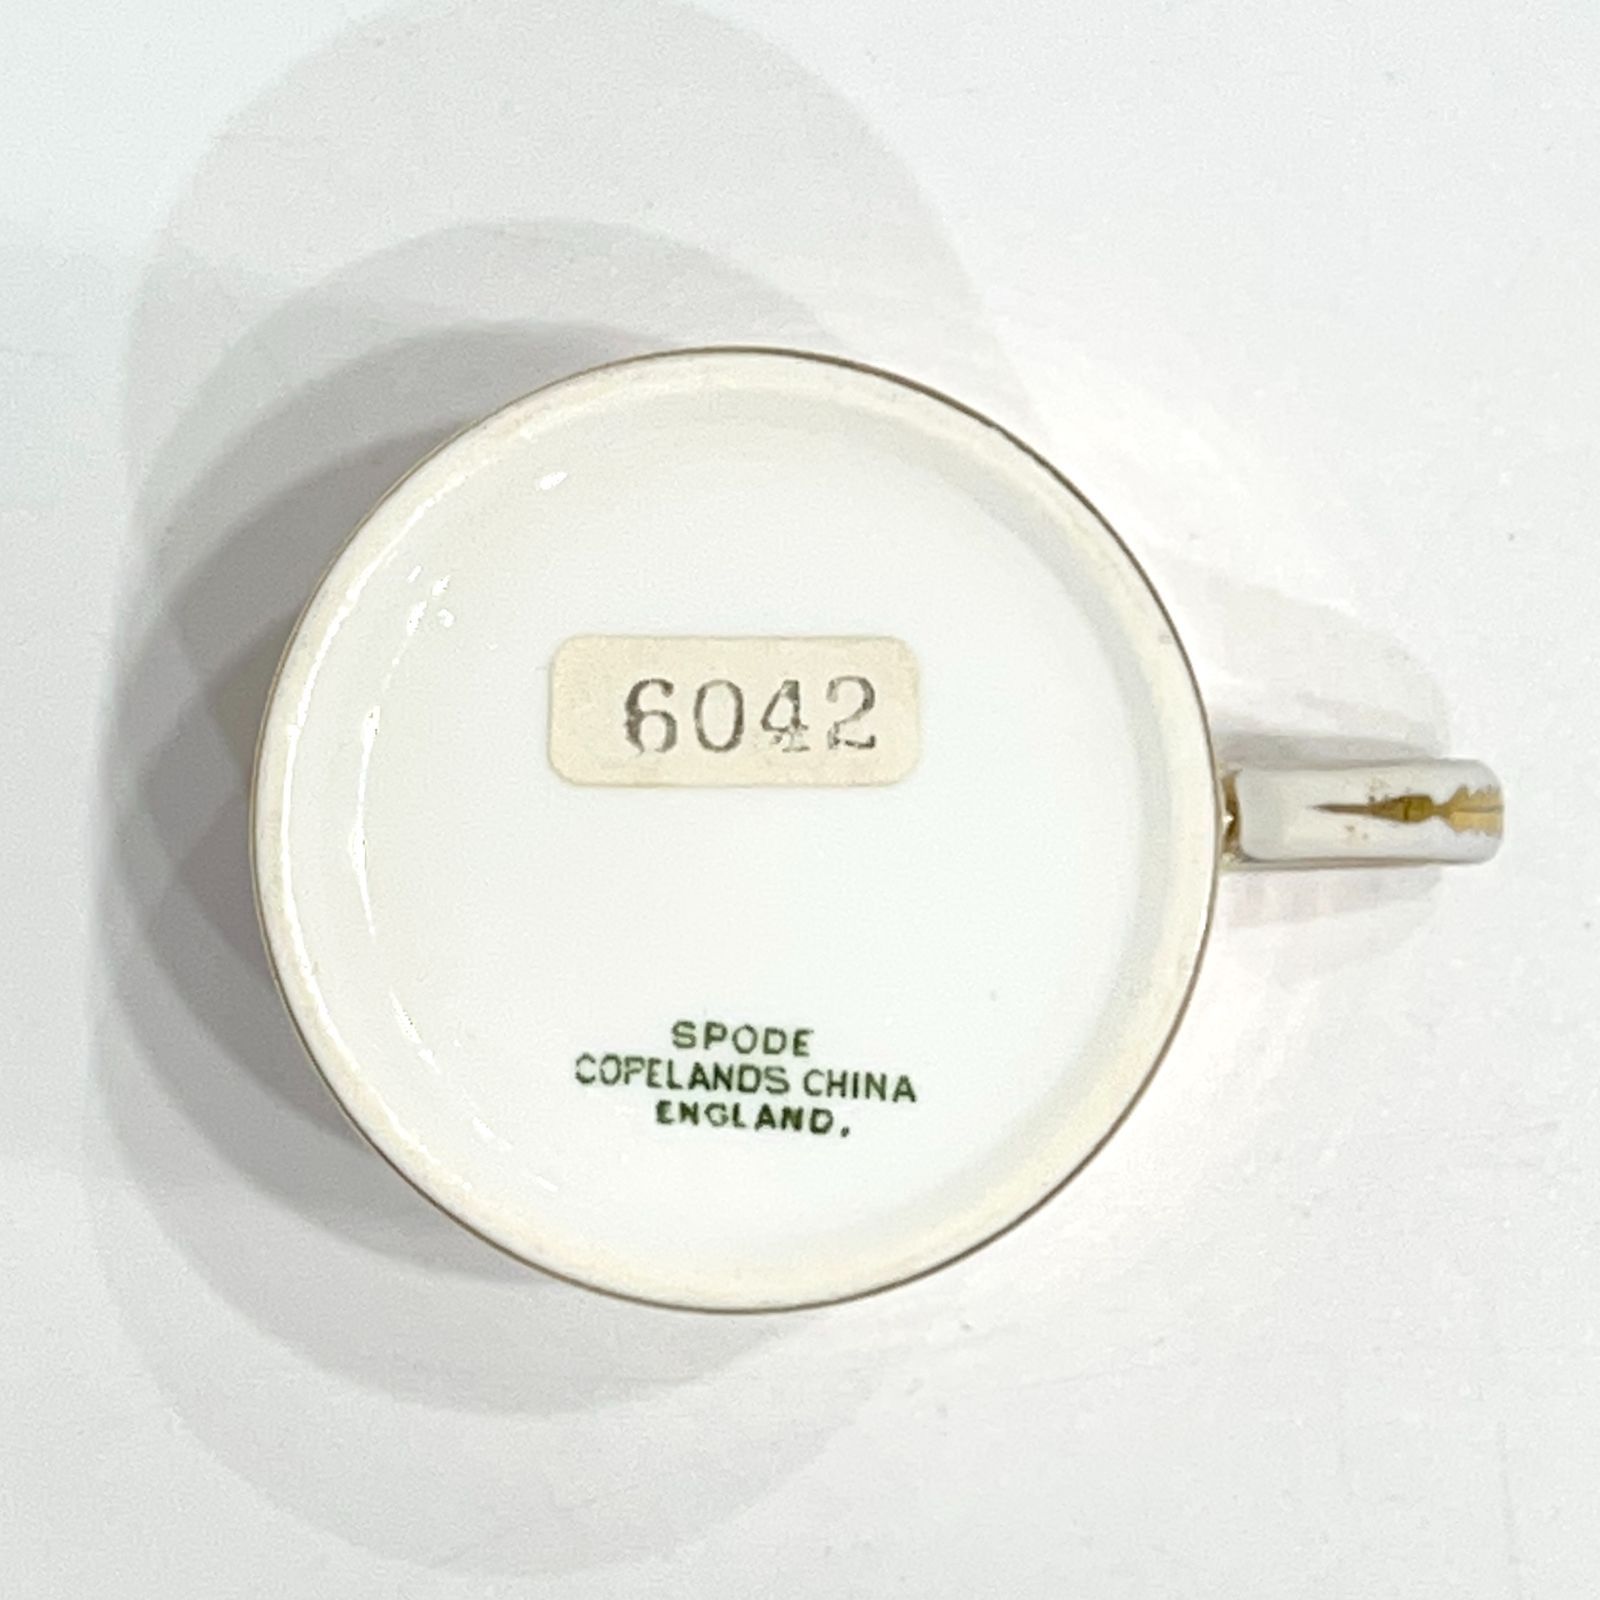 6042
SPODE
COPELANDS CHINA
ENGLAND.